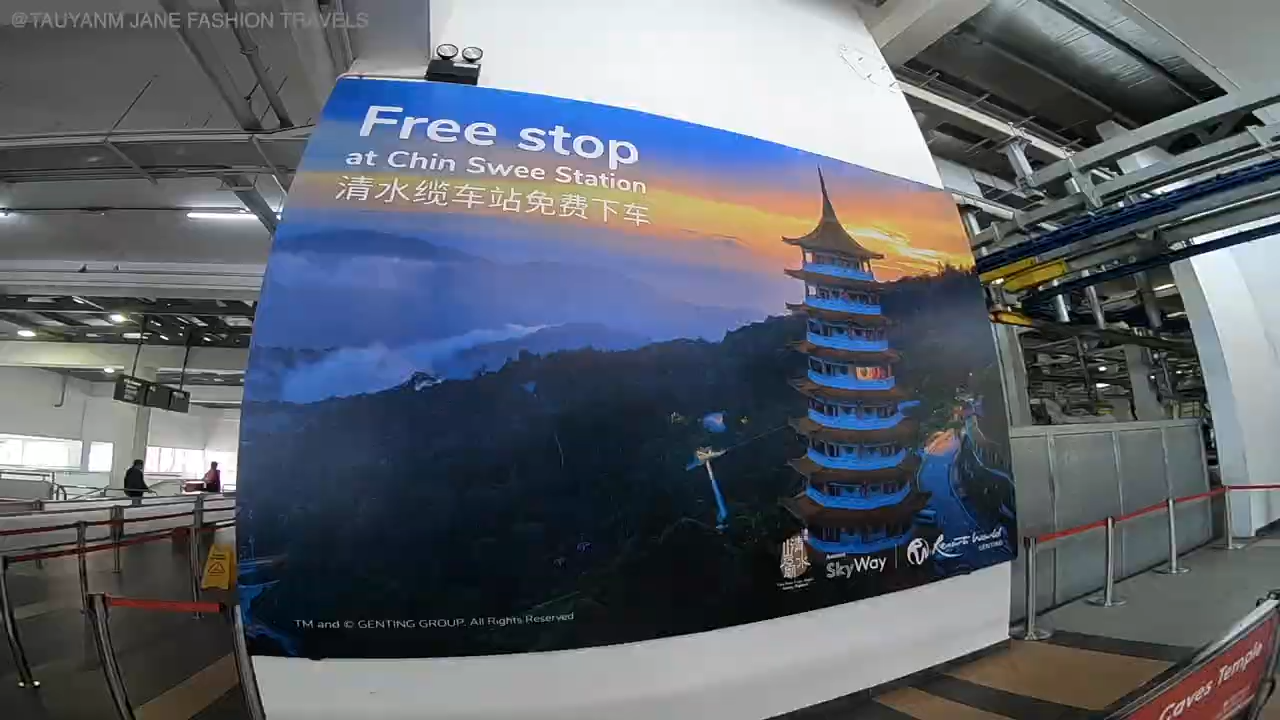 @TAUYANM JANE FASHION TRAVELS
Free stop
at Chin Swee Station
清水缆车站免费下车
SkyWay
Resorts World
GENTING
TM and © GENTING GROUP. All Rights Reserved
Caves Temple